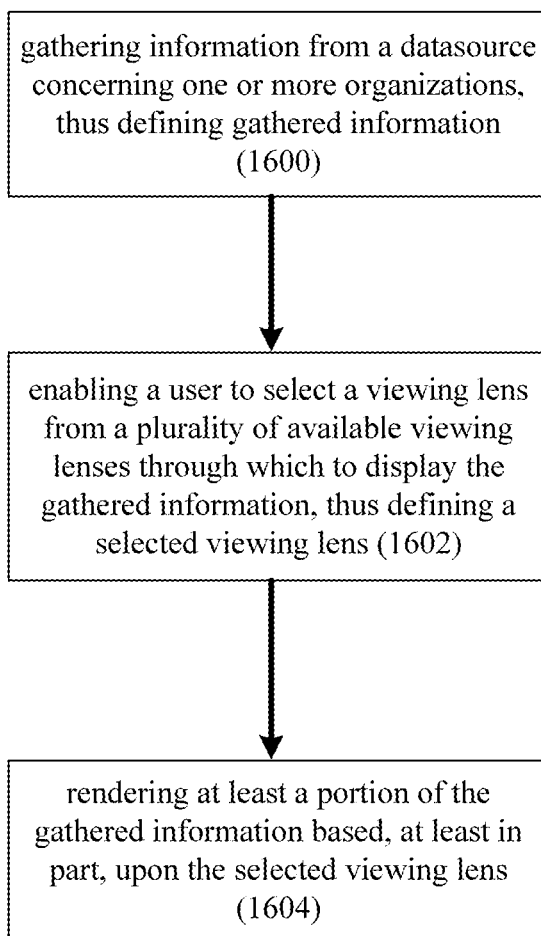 gathering information from a datasource
concerning one or more organizations,
thus defining gathered information
(1600)
enabling a user to select a viewing lens
from a plurality of available viewing
lenses through which to display the
gathered information, thus defining a
selected viewing lens (1602)
rendering at least a portion of the
gathered information based, at least in
part, upon the selected viewing lens
(1604)